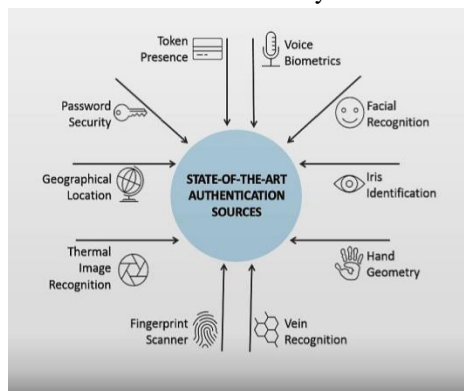 Token
Presence
Voice
Biometrics
Password
Security
Facial
Recognition
Geographical
Location
STATE-OF-THE-ART
AUTHENTICATION
SOURCES
Iris
Identification
Thermal
Image
Recognition
Hand
Geometry
Fingerprint
Scanner
Vein
Recognition